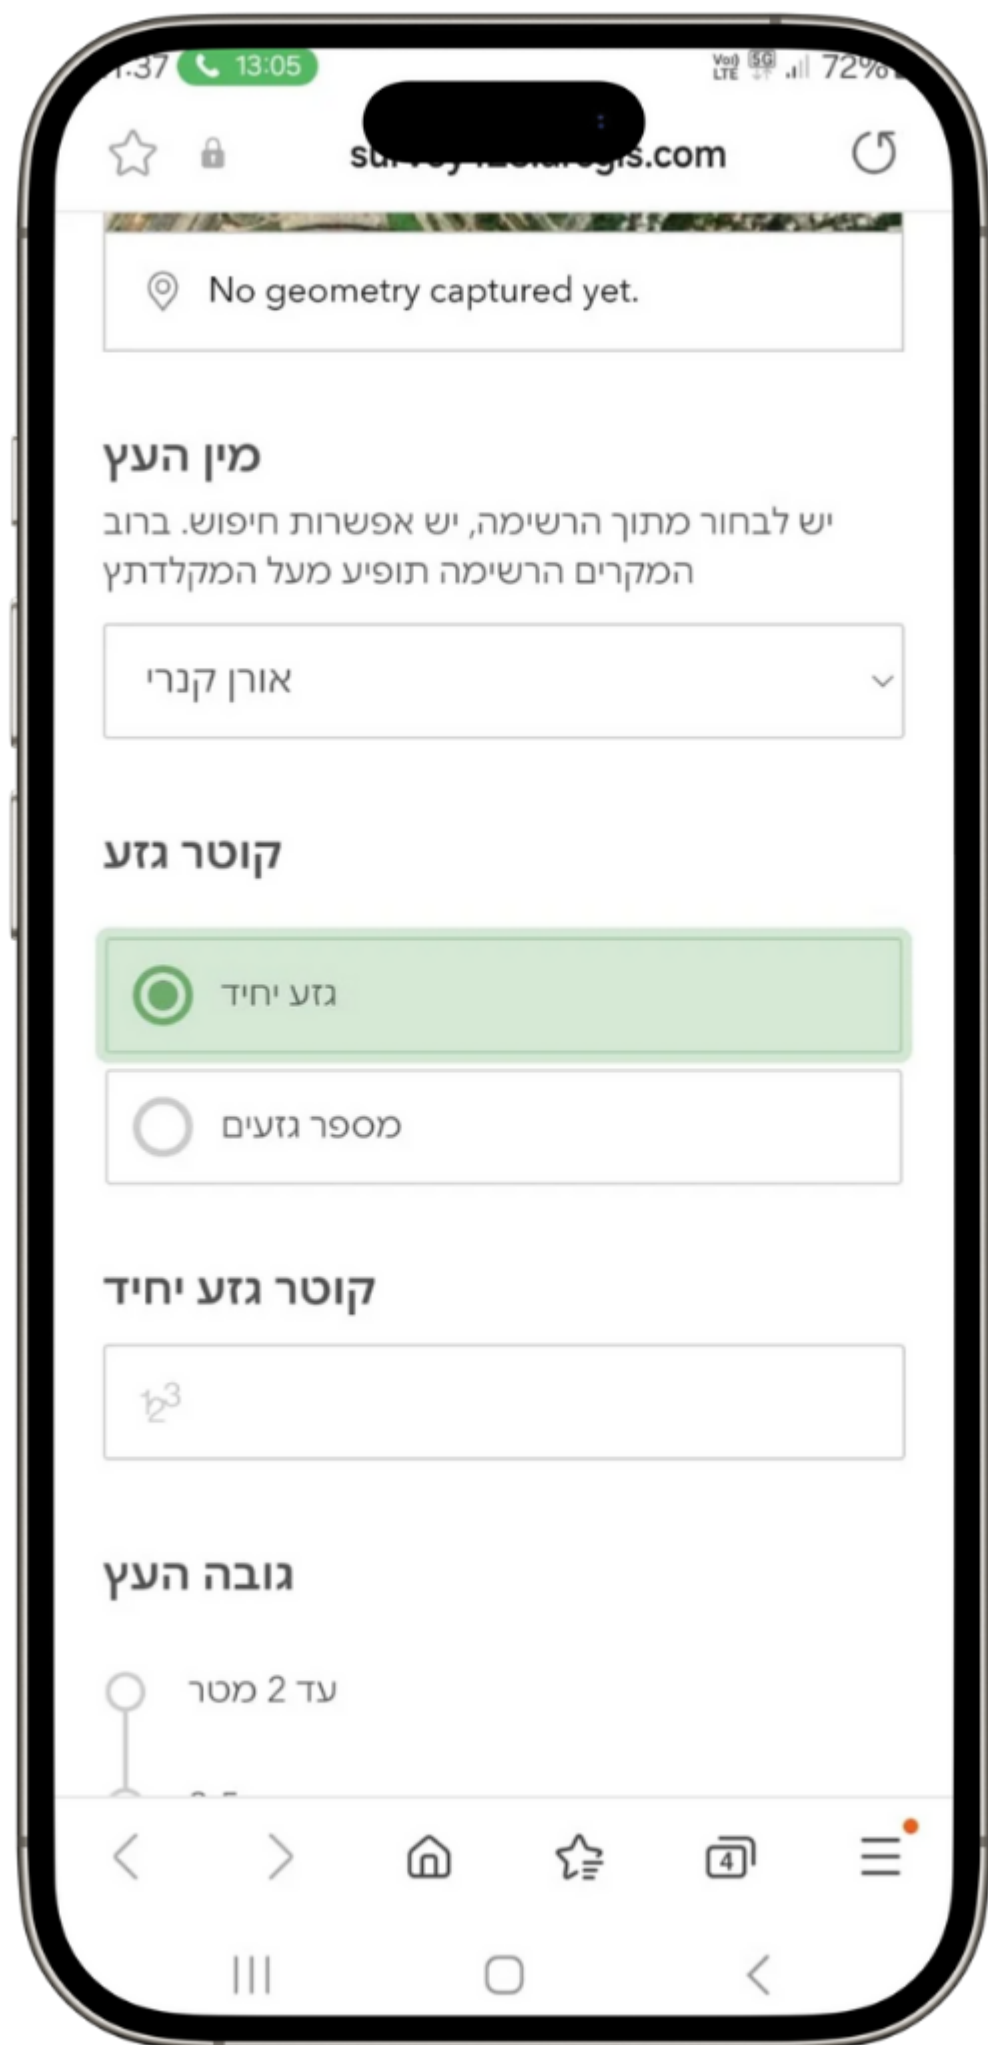 13:05
72%
No geometry captured yet.
מין העץ
יש לבחור מתוך הרשימה, יש אפשרות חיפוש. ברוב
המקרים הרשימה תופיע מעל המקלדתץ
אורן קנרי
קוטר גזע
גזע יחיד
מספר גזעים
קוטר גזע יחיד
123
גובה העץ
עד 2 מטר
4